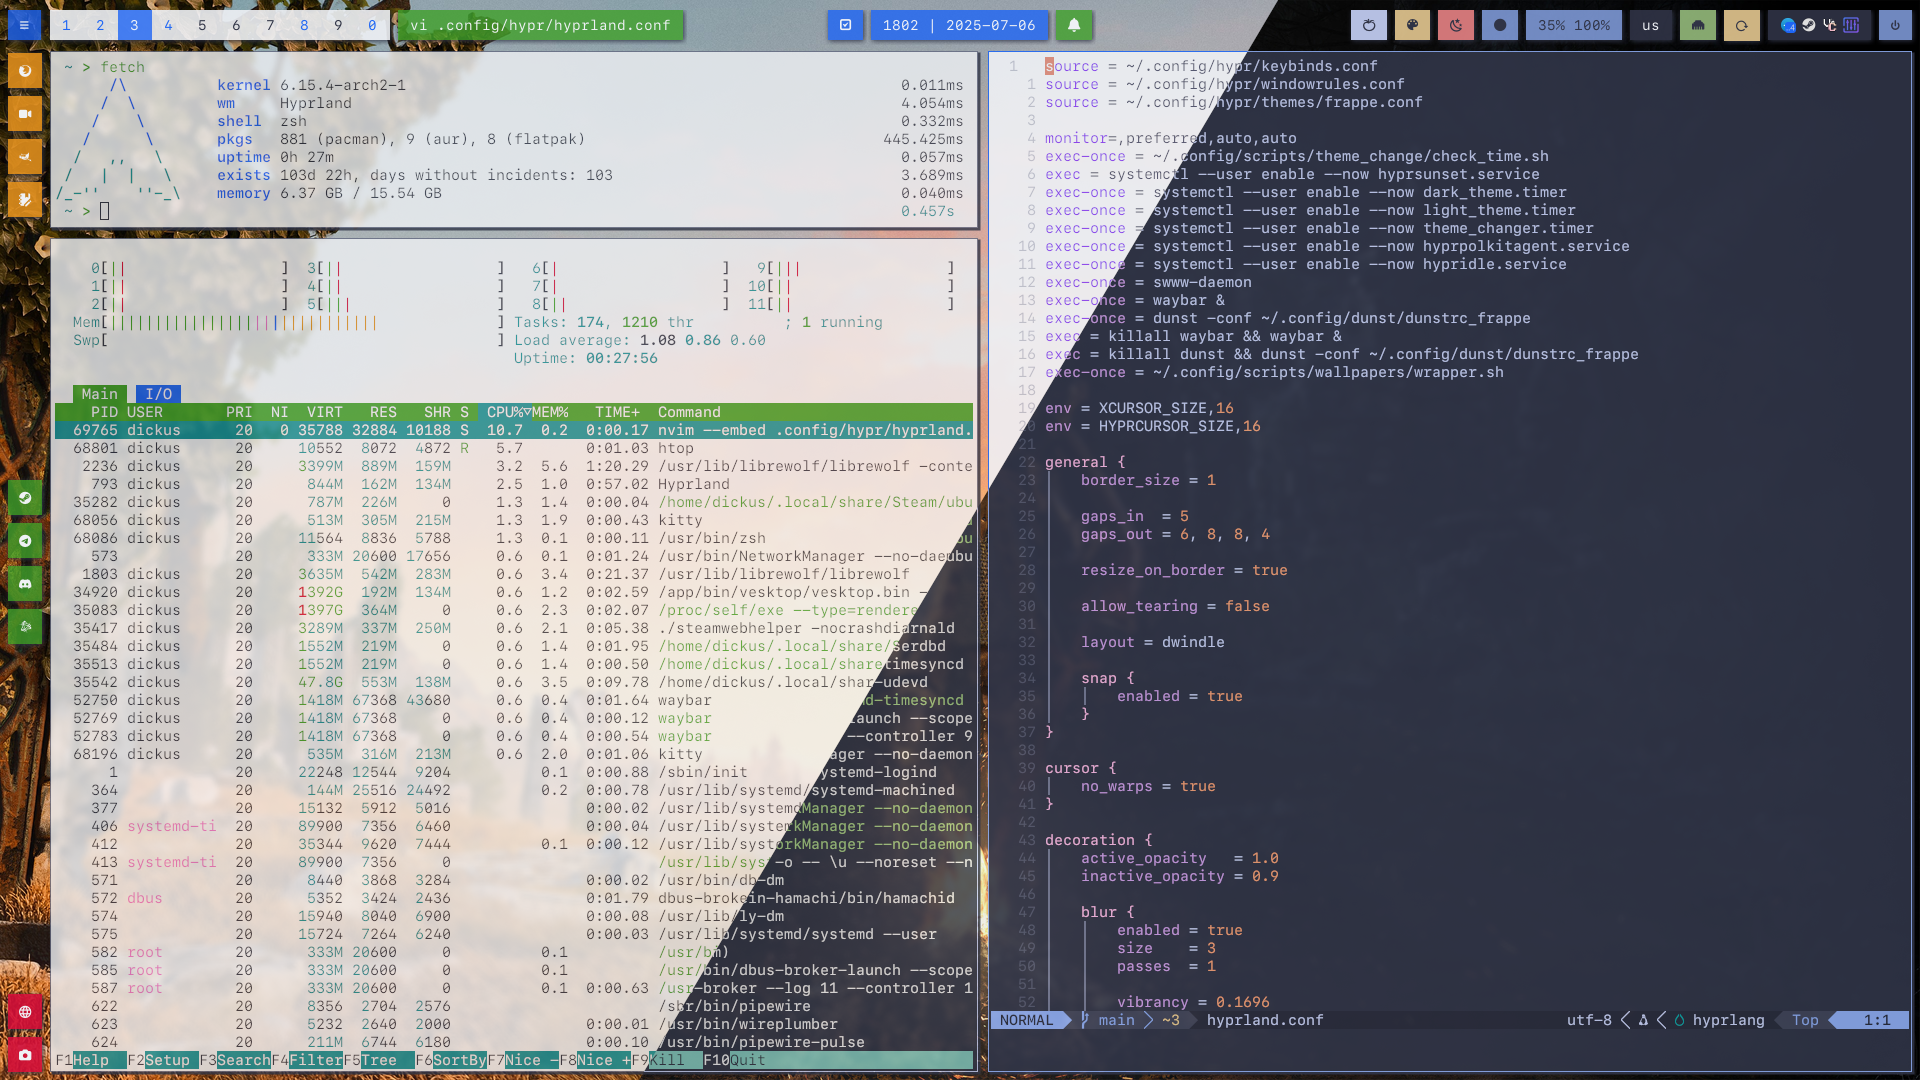 1 2 3 4 5 6 7 8 9 0
vi .config/hypr/hyprland.conf
1802 | 2025-07-06
35% 100%
us
~ > fetch
kernel 6.15.4-arch2-1 0.011ms
wm Hyprland 4.054ms
shell zsh 0.332ms
pkgs 881 (pacman), 9 (aur), 8 (flatpak) 445.425ms
uptime 0h 27m 0.057ms
exists 103d 22h, days without incidents: 103 3.689ms
memory 6.37 GB / 15.54 GB 0.040ms
~ > 0.457s
0[|| ] 3[|| ] 6[| ] 9[||| ]
1[|| ] 4[|| ] 7[| ] 10[|| ]
2[|| ] 5[||| ] 8[|| ] 11[|| ]
Mem[|||||||||||||||||||||||||||||| ] Tasks: 174, 1210 thr ; 1 running
Swp[ ] Load average: 1.08 0.86 0.60
Uptime: 00:27:56
Main I/O
PID USER PRI NI VIRT RES SHR S CPU%▽MEM% TIME+ Command
69765 dickus 20 0 35788 32884 10188 S 10.7 0.2 0:00.17 nvim --embed .config/hypr/hyprland.
68801 dickus 20 10552 8072 4872 R 5.7 0:01.03 htop
2236 dickus 20 3399M 889M 159M 3.2 5.6 1:20.29 /usr/lib/librewolf/librewolf -conte
793 dickus 20 844M 162M 134M 2.5 1.0 0:57.02 Hyprland
35282 dickus 20 787M 226M 0 1.3 1.4 0:00.04 /home/dickus/.local/share/Steam/ubu
68056 dickus 20 513M 305M 215M 1.3 1.9 0:00.43 kitty
68086 dickus 20 11564 8836 5788 1.3 0.1 0:00.11 /usr/bin/zsh bu
573 20 333M 20600 17656 0.6 0.1 0:01.24 /usr/bin/NetworkManager --no-daeubu
1803 dickus 20 3635M 542M 283M 0.6 3.4 0:21.37 /usr/lib/librewolf/librewolf
34920 dickus 20 1392G 192M 134M 0.6 1.2 0:02.59 /app/bin/vesktop/vesktop.bin -
35083 dickus 20 1397G 364M 0 0.6 2.3 0:02.07 /proc/self/exe --type=rendere
35417 dickus 20 3289M 337M 250M 0.6 2.1 0:05.38 ./steamwebhelper -nocrashdiarnald
35484 dickus 20 1552M 219M 0 0.6 1.4 0:01.95 /home/dickus/.local/share/serdbd
35513 dickus 20 1552M 219M 0 0.6 1.4 0:00.50 /home/dickus/.local/sharetimesyncd
35542 dickus 20 47.8G 553M 138M 0.6 3.5 0:09.78 /home/dickus/.local/shar-udevd
52750 dickus 20 1418M 67368 43680 0.6 0.4 0:01.64 waybar d-timesyncd
52769 dickus 20 1418M 67368 0 0.6 0.4 0:00.12 waybar launch --scope
52783 dickus 20 1418M 67368 0 0.6 0.4 0:00.54 waybar --controller 9
68196 dickus 20 535M 316M 213M 0.6 2.0 0:01.06 kitty ager --no-daemon
1 20 22248 12544 9204 0.1 0:00.88 /sbin/init ystemd-logind
364 20 144M 25516 24492 0.2 0:00.78 /usr/lib/systemd/systemd-machined
377 20 15132 5912 5016 0:00.02 /usr/lib/systemdManager --no-daemon
406 systemd-ti 20 89900 7356 6460 0:00.04 /usr/lib/systerkManager --no-daemon
412 20 35344 9620 7444 0.1 0:00.12 /usr/lib/systorkManager --no-daemon
413 systemd-ti 20 89900 7356 0 /usr/lib/sys -o -- \u --noreset --n
571 20 8440 3868 3284 0:00.02 /usr/bin/db-dm
572 dbus 20 5352 3424 2436 0:01.79 dbus-brokein-hamachi/bin/hamachid
574 20 15940 8040 6900 0:00.08 /usr/lib/ly-dm
575 20 15724 7264 6240 0:00.03 /usr/lib/systemd/systemd --user
582 root 20 333M 20600 0 0.1 /usr/bm)
585 root 20 333M 20600 0 0.1 /usr/bin/dbus-broker-launch --scope
587 root 20 333M 20600 0 0.1 0:00.63 /usr-broker --log 11 --controller 1
622 20 8356 2704 2576 /sbr/bin/pipewire
623 20 5232 2640 2000 0:00.01 /usr/bin/wireplumber
624 20 211M 6744 6180 0:00.10 /usr/bin/pipewire-pulse
F1Help F2Setup F3SearchF4FilterF5Tree F6SortByF7Nice -F8Nice +F9Kill F10Quit
1 source = ~/.config/hypr/keybinds.conf
1 source = ~/.config/hypr/windowrules.conf
2 source = ~/.config/hypr/themes/frappe.conf
3
4 monitor=,preferred,auto,auto
5 exec-once = ~/.config/scripts/theme_change/check_time.sh
6 exec = systemctl --user enable --now hyprsunset.service
7 exec-once = systemctl --user enable --now dark_theme.timer
8 exec-once = systemctl --user enable --now light_theme.timer
9 exec-once = systemctl --user enable --now theme_changer.timer
10 exec-once = systemctl --user enable --now hyprpolkitagent.service
11 exec-once = systemctl --user enable --now hypridle.service
12 exec-once = swww-daemon
13 exec-once = waybar &
14 exec-once = dunst -conf ~/.config/dunst/dunstrc_frappe
15 exec = killall waybar && waybar &
16 exec = killall dunst && dunst -conf ~/.config/dunst/dunstrc_frappe
17 exec-once = ~/.config/scripts/wallpapers/wrapper.sh
18
19 env = XCURSOR_SIZE,16
20 env = HYPRCURSOR_SIZE,16
21
22 general {
23 border_size = 1
24
25 gaps_in = 5
26 gaps_out = 6, 8, 8, 4
27
28 resize_on_border = true
29
30 allow_tearing = false
31
32 layout = dwindle
33
34 snap {
35 enabled = true
36 }
37 }
38
39 cursor {
40 no_warps = true
41 }
42
43 decoration {
44 active_opacity = 1.0
45 inactive_opacity = 0.9
46
47 blur {
48 enabled = true
49 size = 3
50 passes = 1
51
52 vibrancy = 0.1696
NORMAL main ~3 hyprland.conf utf-8 hyprlang Top 1:1